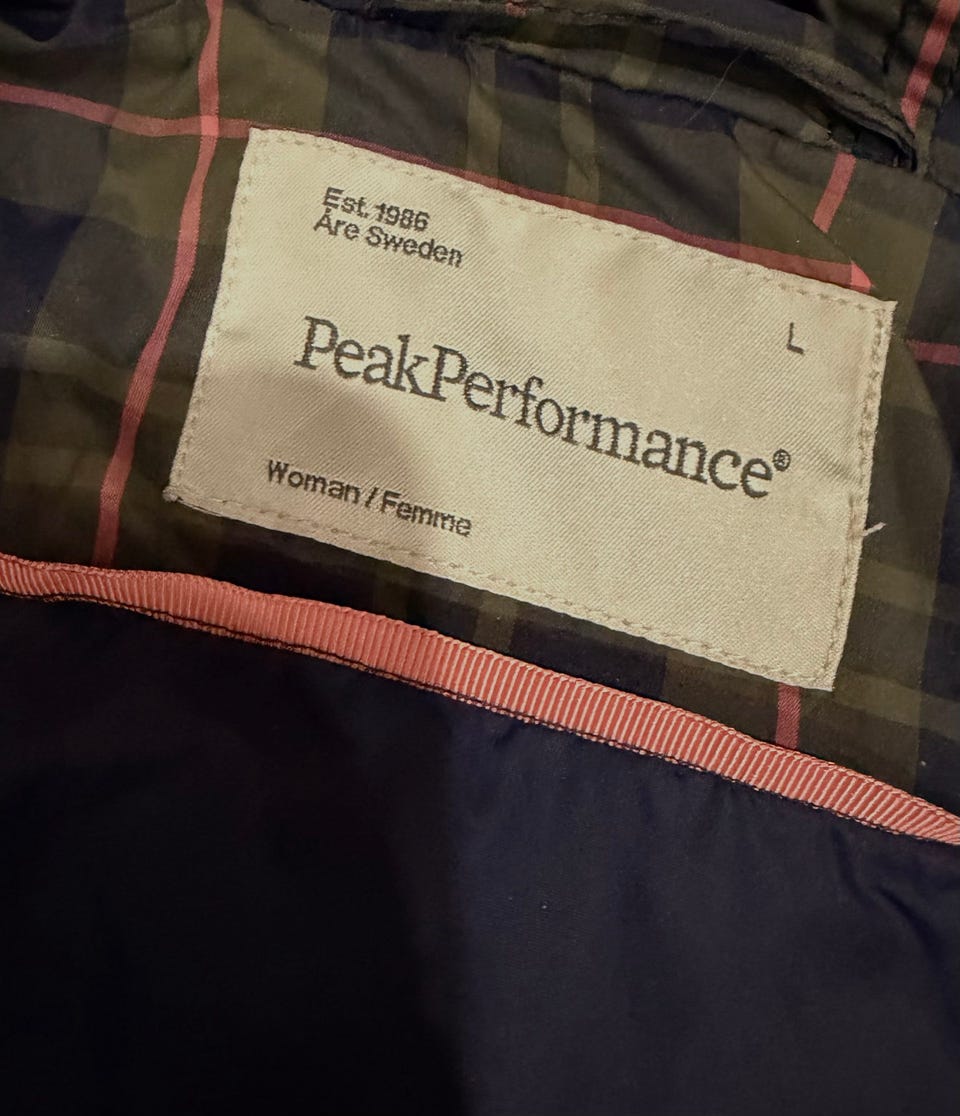 Est. 1986
Åre Sweden
L
PeakPerformance®
Woman / Femme